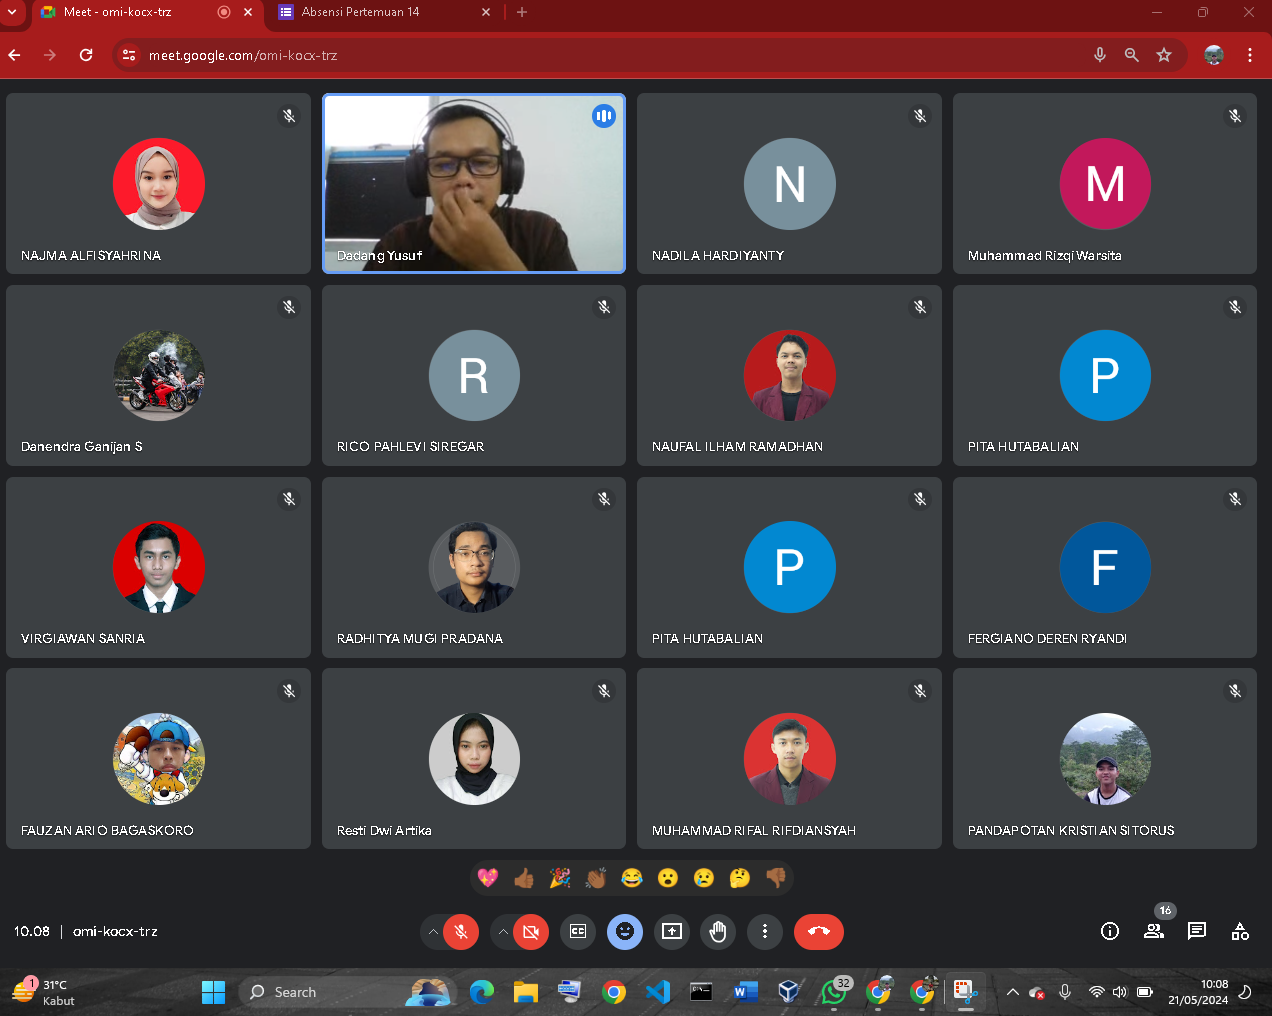 Meet - omi-kocx-trz
Absensi Pertemuan 14
meet.google.com/omi-kocx-trz
NAJMA ALFISYAHRINA
Dadang Yusuf
N
NADILA HARDIYANTY
M
Muhammad Rizqi Warsita
Danendra Ganijan S
R
RICO PAHLEVI SIREGAR
NAUFAL ILHAM RAMADHAN
P
PITA HUTABALIAN
VIRGIAWAN SANRIA
RADHITYA MUGI PRADANA
P
PITA HUTABALIAN
F
FERGIANO DEREN RYANDI
FAUZAN ARIO BAGASKORO
Resti Dwi Artika
MUHAMMAD RIFAL RIFDIANSYAH
PANDAPOTAN KRISTIAN SITORUS
10.08 | omi-kocx-trz
CC
16
1
31°C
Kabut
Search
W
32
10:08
21/05/2024